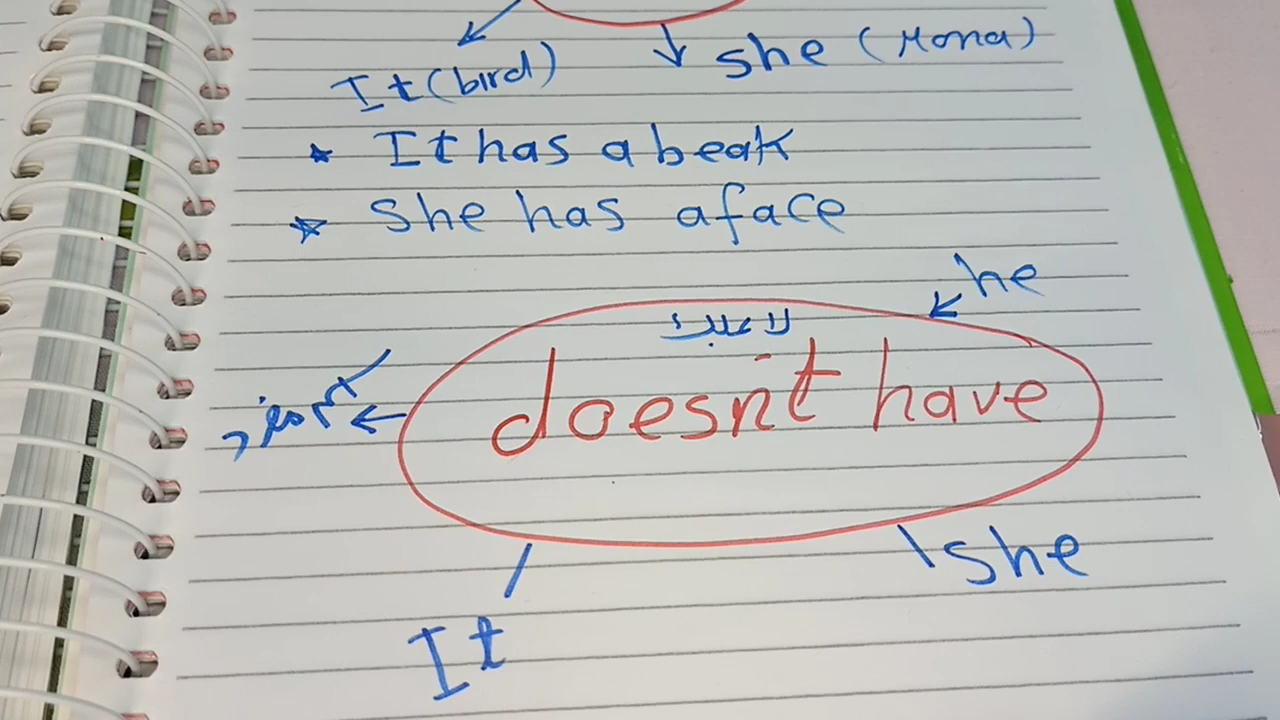 It (bird)
she (Mona)
It has a beak
She has a face
he
لا يملك
doesn't have
she
It